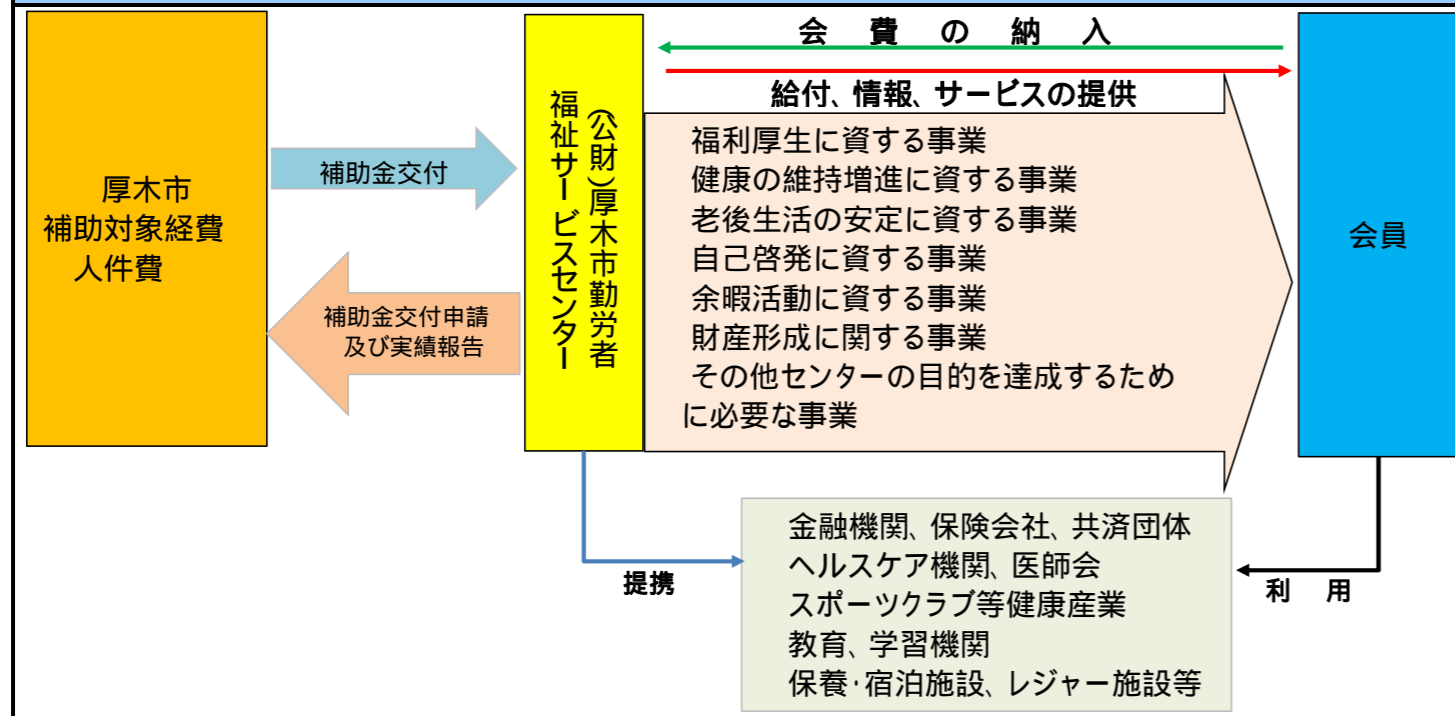 会費の納入
給付、情報、サービスの提供
厚木市
補助対象経費
人件費
補助金交付
補助金交付申請
及び実績報告
(公財)厚木市勤労者
福祉サービスセンター
福利厚生に資する事業
健康の維持増進に資する事業
老後生活の安定に資する事業
自己啓発に資する事業
余暇活動に資する事業
財産形成に関する事業
その他センターの目的を達成するため
に必要な事業
会員
提携
金融機関、保険会社、共済団体
ヘルスケア機関、医師会
スポーツクラブ等健康産業
教育、学習機関
保養・宿泊施設、レジャー施設等
利用